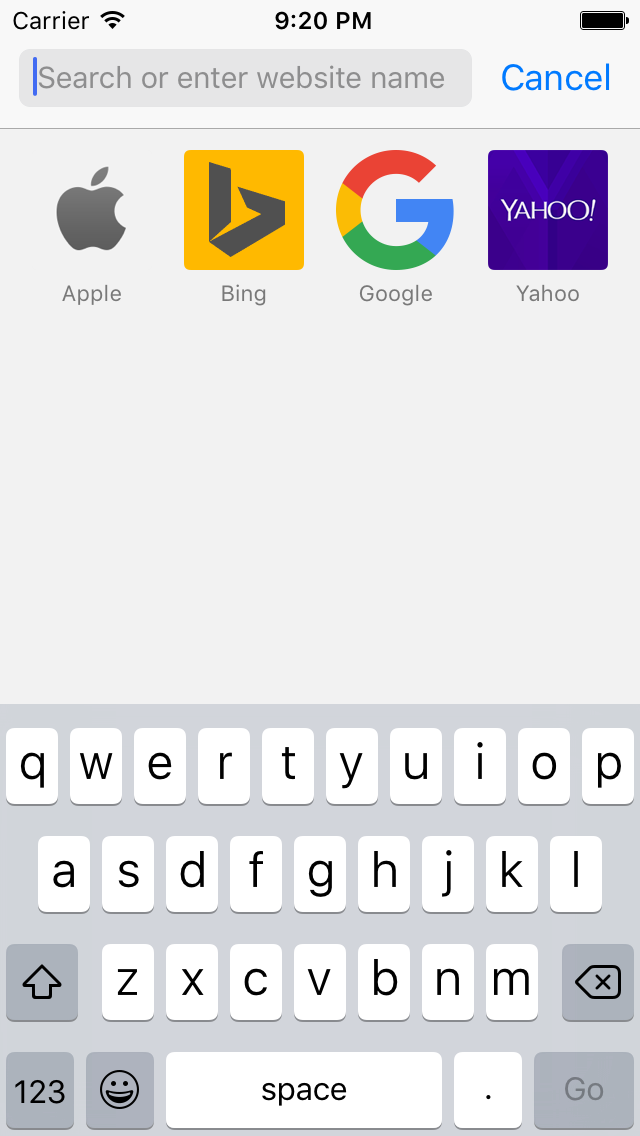 Carrier 9:20 PM
Search or enter website name Cancel
YAHOO!
Apple Bing Google Yahoo
q w e r t y u i o p
a s d f g h j k l
z x c v b n m
123 space . Go